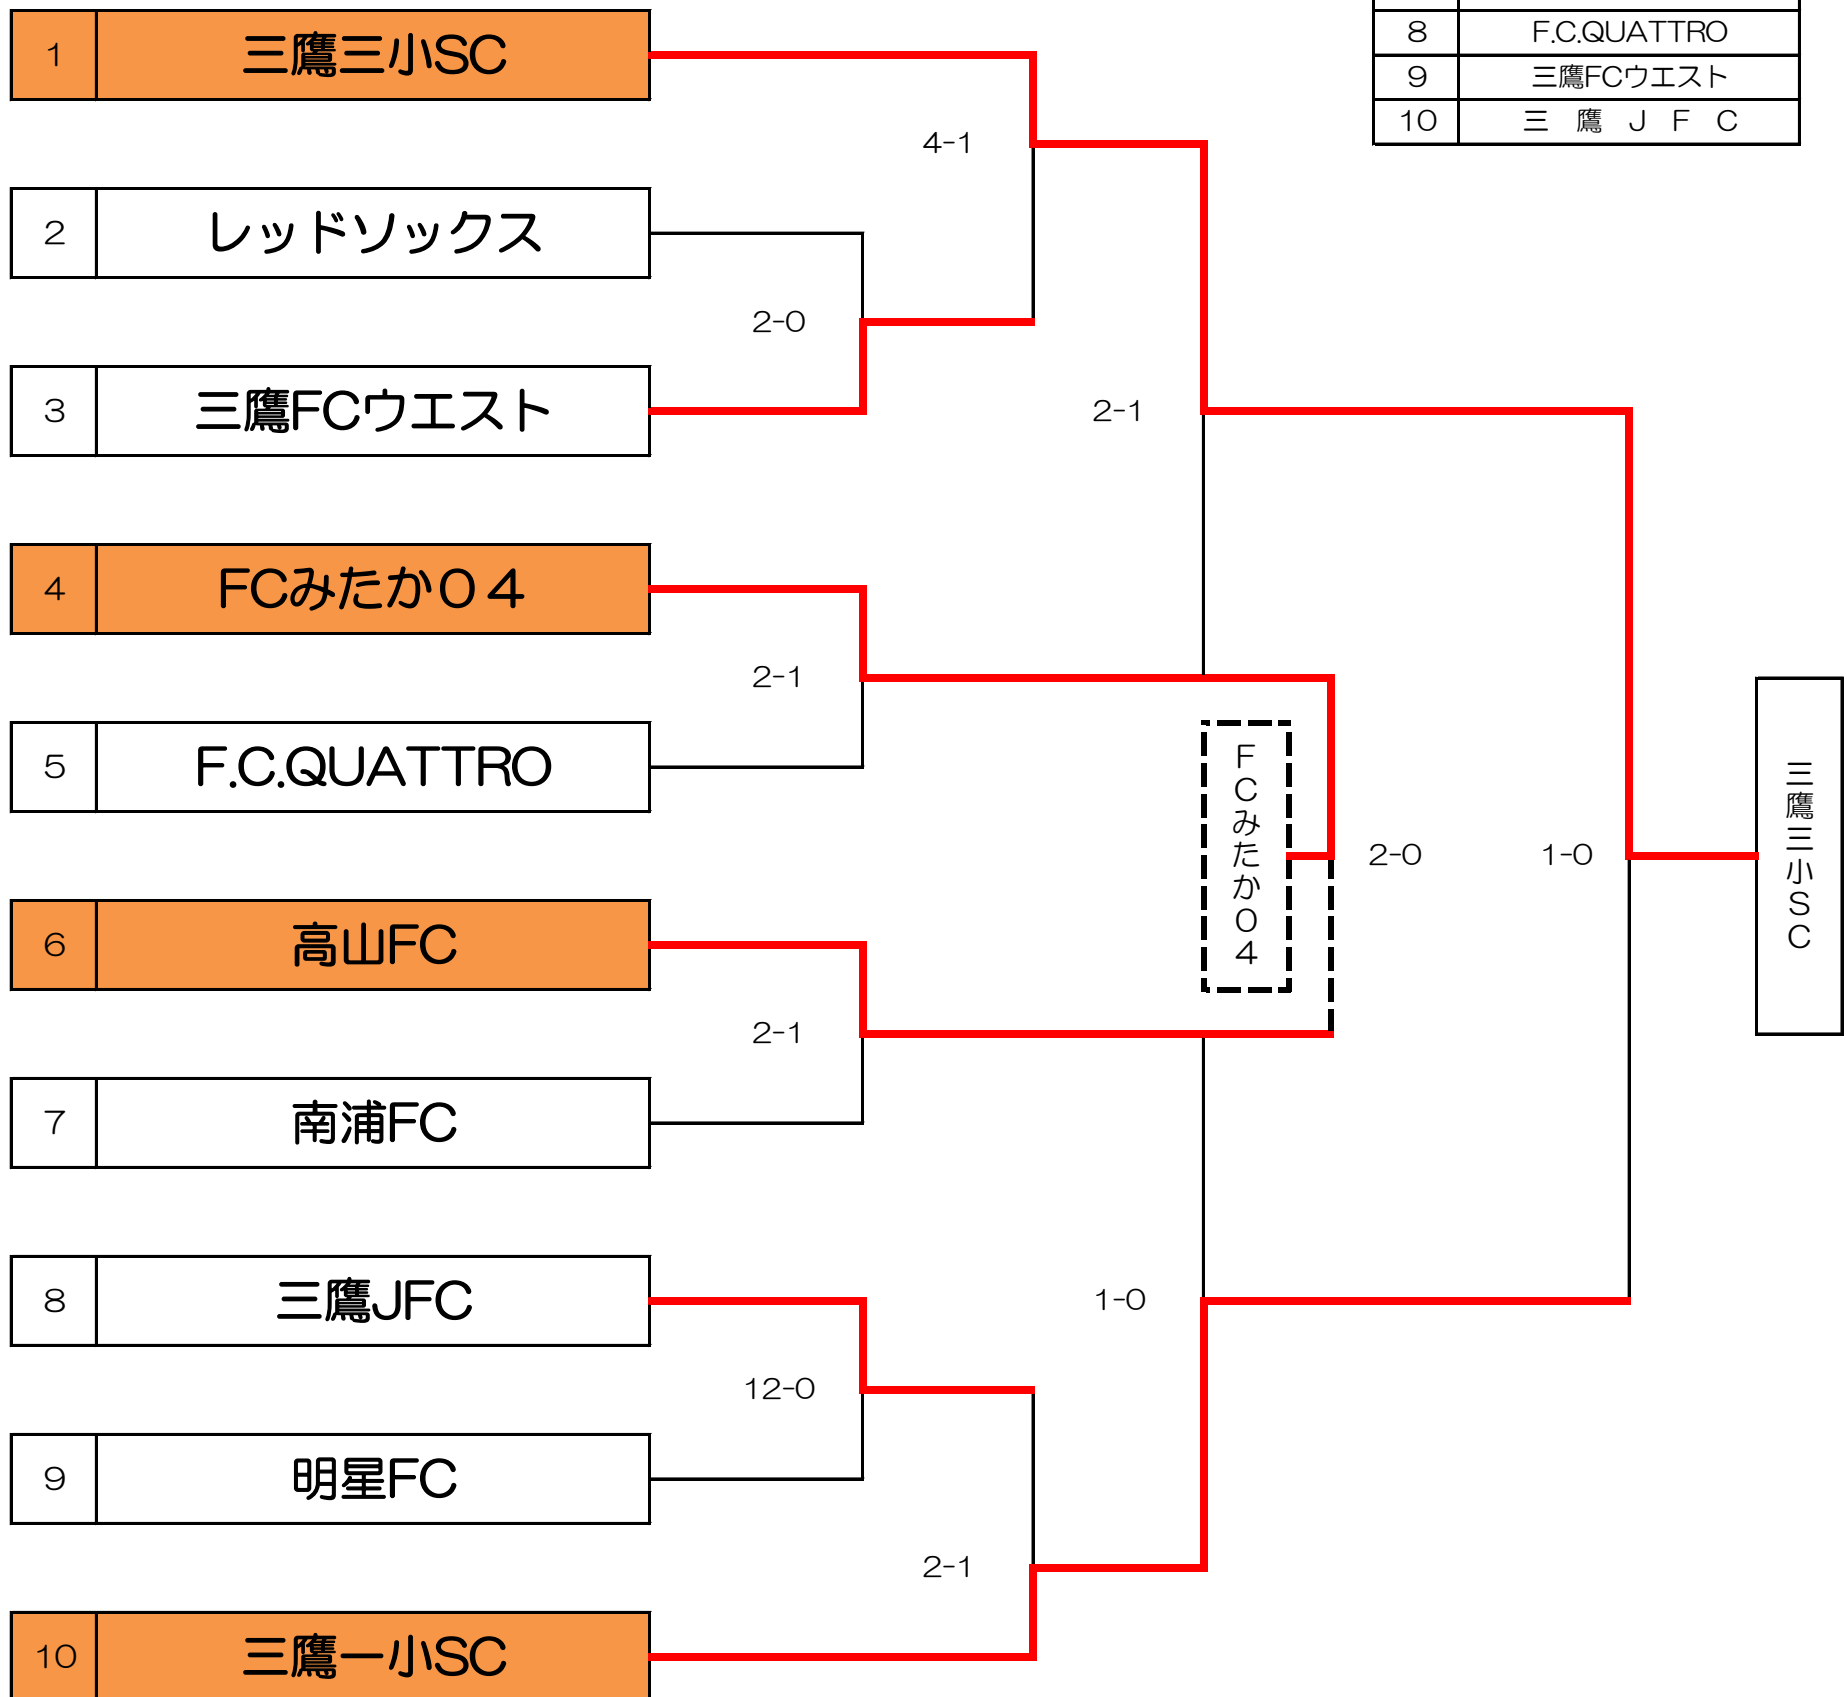 8 F.C.QUATTRO
9 三鷹FCウエスト
10 三 鷹 J F C
1 三鷹三小SC
4-1
2 レッドソックス
2-0
3 三鷹FCウエスト
2-1
4 FCみたか０４
2-1
5 F.C.QUATTRO
FCみたか04
2-0
1-0
三鷹三小SC
6 高山FC
2-1
7 南浦FC
8 三鷹JFC
1-0
12-0
9 明星FC
2-1
10 三鷹一小SC